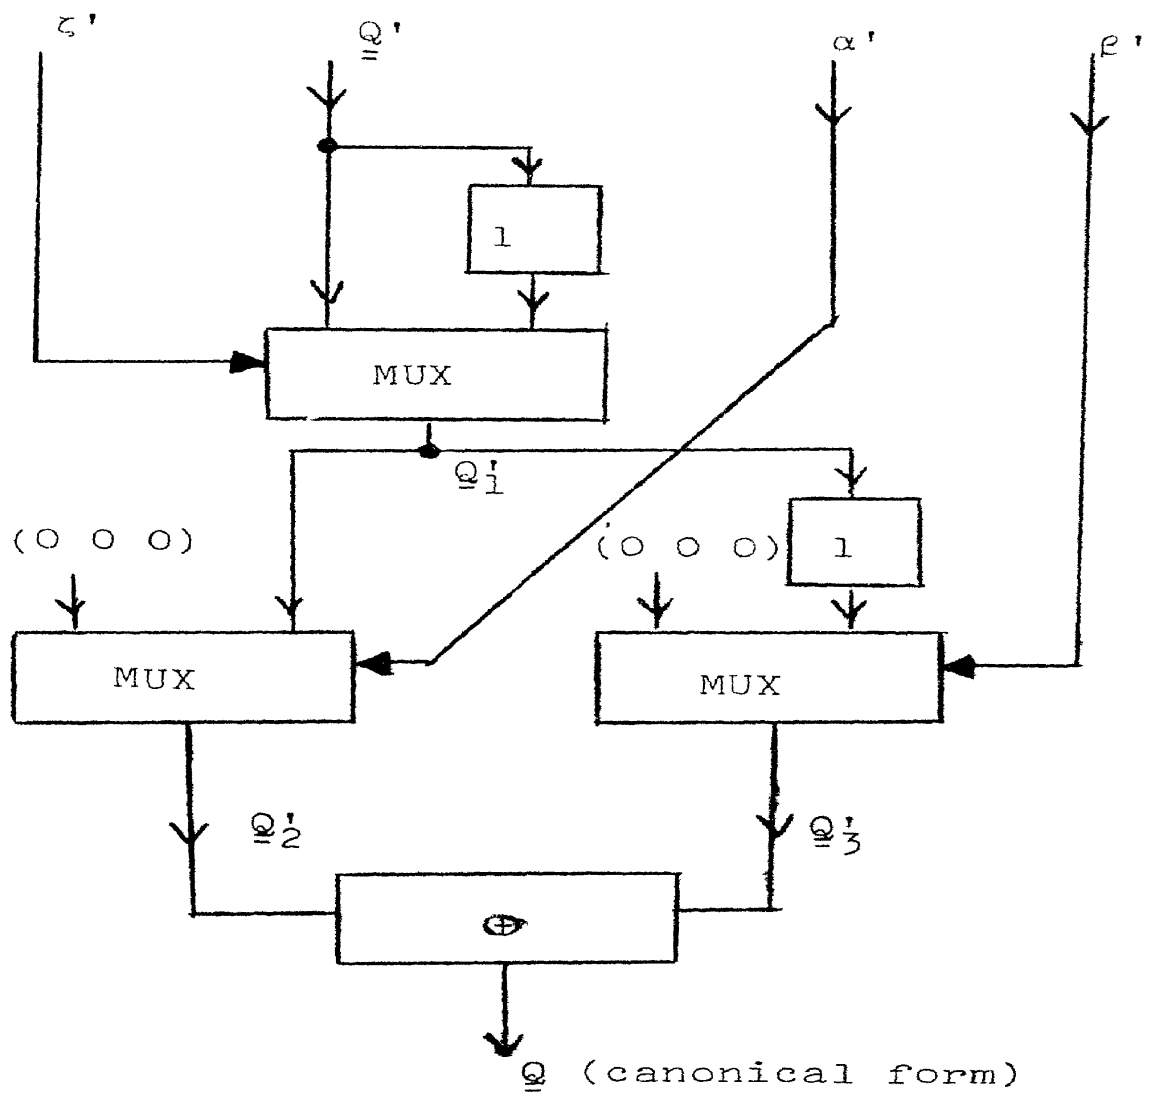 ζ'
Q'
α'
β'
1
MUX
Q'1
(0 0 0)
(0 0 0)
1
MUX
MUX
Q'2
Q'3
⊕
Q (canonical form)